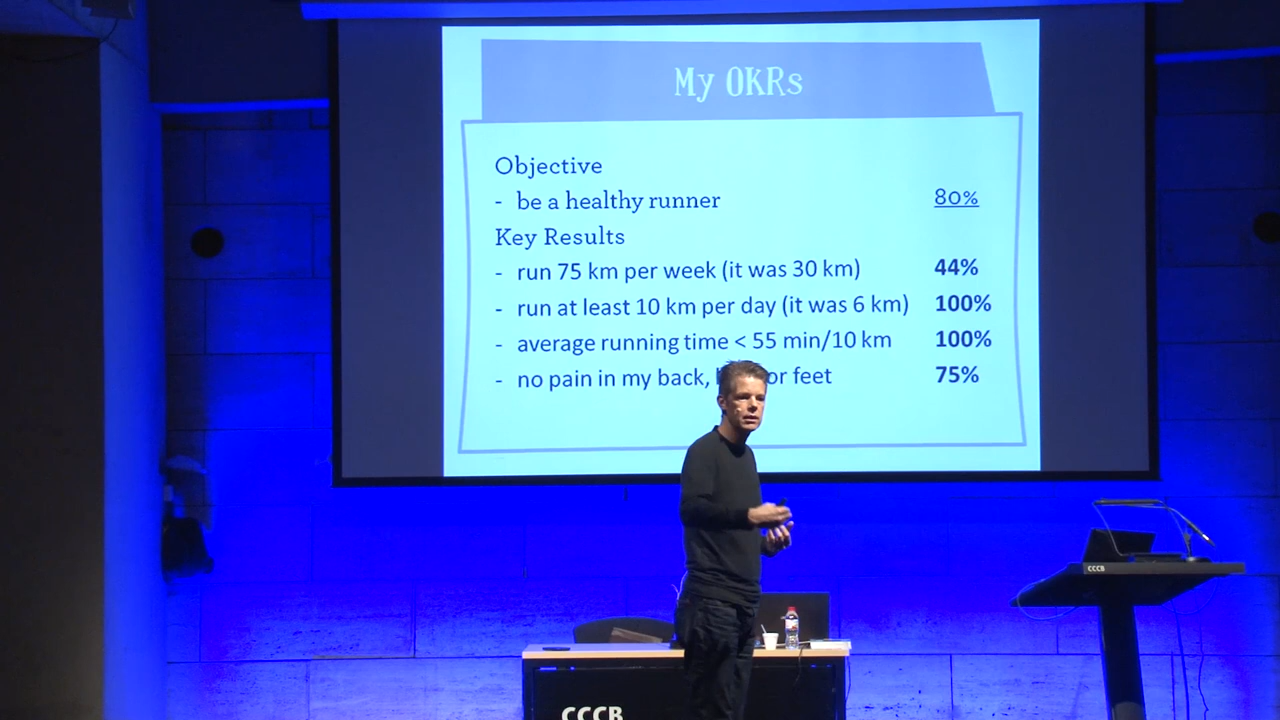 My OKRs
Objective
- be a healthy runner 80%
Key Results
- run 75 km per week (it was 30 km) 44%
- run at least 10 km per day (it was 6 km) 100%
- average running time < 55 min/10 km 100%
- no pain in my back, or feet 75%
CCCB
CCCB